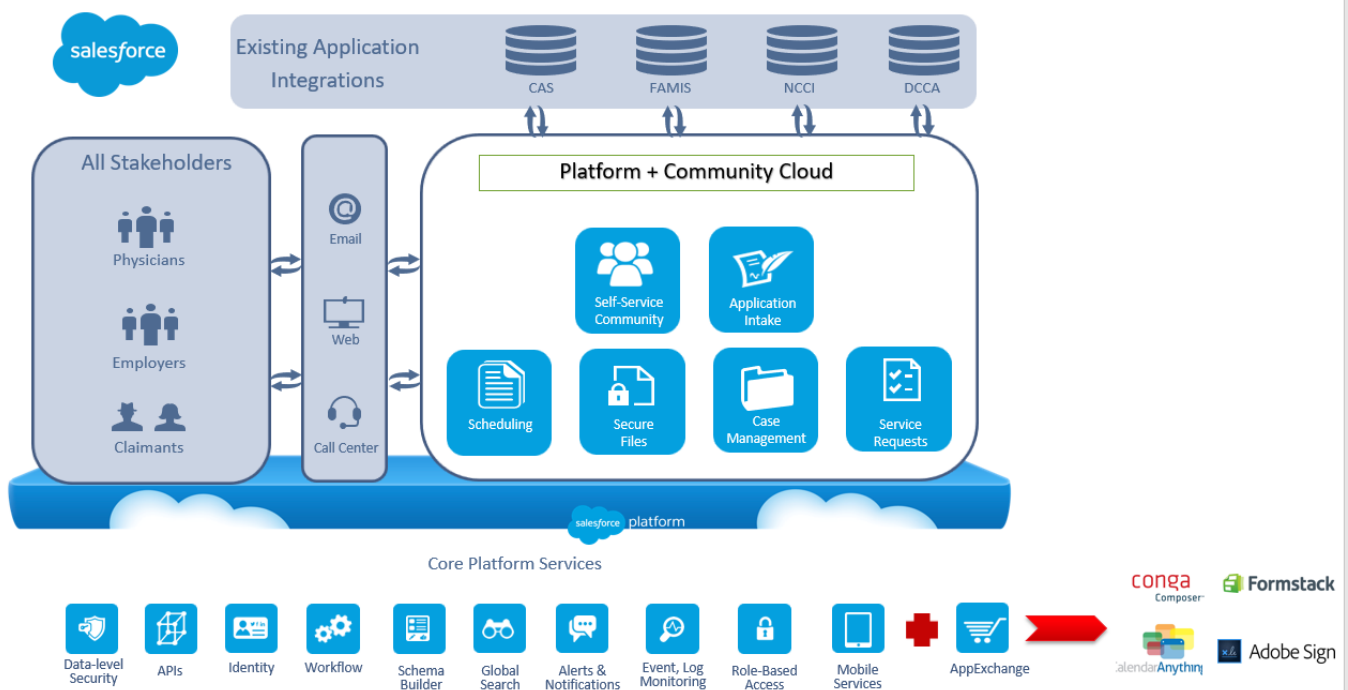 salesforce
Existing Application
Integrations
CAS
FAMIS
NCCI
DCCA
All Stakeholders
Physicians
Employers
Claimants
Email
Web
Call Center
Platform + Community Cloud
Self-Service
Community
Application
Intake
Scheduling
Secure
Files
Case
Management
Service
Requests
salesforce platform
Core Platform Services
Data-level
Security
APIs
Identity
Workflow
Schema
Builder
Global
Search
Alerts &
Notifications
Event, Log
Monitoring
Role-Based
Access
Mobile
Services
AppExchange
conga
Composer
Formstack
CalendarAnything
Adobe Sign